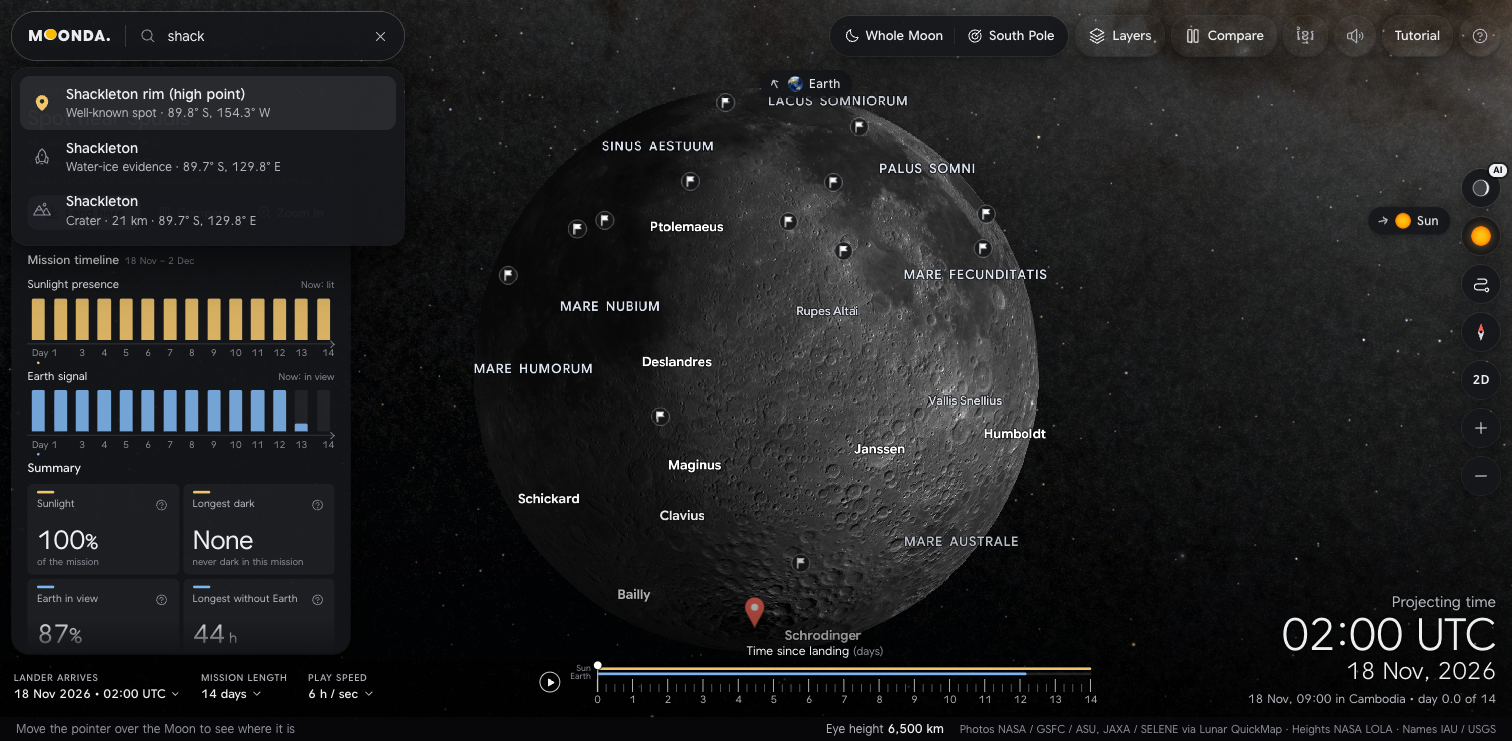 MOONDA.
shack
Whole Moon
South Pole
Layers
Compare
ខ្មែរ
Tutorial
Shackleton rim (high point)
Well-known spot · 89.8° S, 154.3° W
Shackleton
Water-ice evidence · 89.7° S, 129.8° E
Shackleton
Crater · 21 km · 89.7° S, 129.8° E
Mission timeline 18 Nov – 2 Dec
Sunlight presence
Now: lit
Day 1 3 4 5 6 7 8 9 10 11 12 13 14
Earth signal
Now: in view
Day 1 3 4 5 6 7 8 9 10 11 12 13 14
Summary
Sunlight
100%
of the mission
Longest dark
None
never dark in this mission
Earth in view
87%
Longest without Earth
44 h
Earth
LACUS SOMNIORUM
SINUS AESTUUM
PALUS SOMNI
Ptolemaeus
MARE FECUNDITATIS
MARE NUBIUM
Rupes Altai
Deslandres
MARE HUMORUM
Vallis Snellius
Humboldt
Janssen
Maginus
Schickard
Clavius
MARE AUSTRALE
Bailly
Schrodinger
AI
Sun
2D
Time since landing (days)
Sun
Earth
0 1 2 3 4 5 6 7 8 9 10 11 12 13 14
LANDER ARRIVES
18 Nov 2026 • 02:00 UTC
MISSION LENGTH
14 days
PLAY SPEED
6 h / sec
Projecting time
02:00 UTC
18 Nov, 2026
18 Nov, 09:00 in Cambodia • day 0.0 of 14
Move the pointer over the Moon to see where it is
Eye height 6,500 km
Photos NASA / GSFC / ASU, JAXA / SELENE via Lunar QuickMap · Heights NASA LOLA · Names IAU / USGS